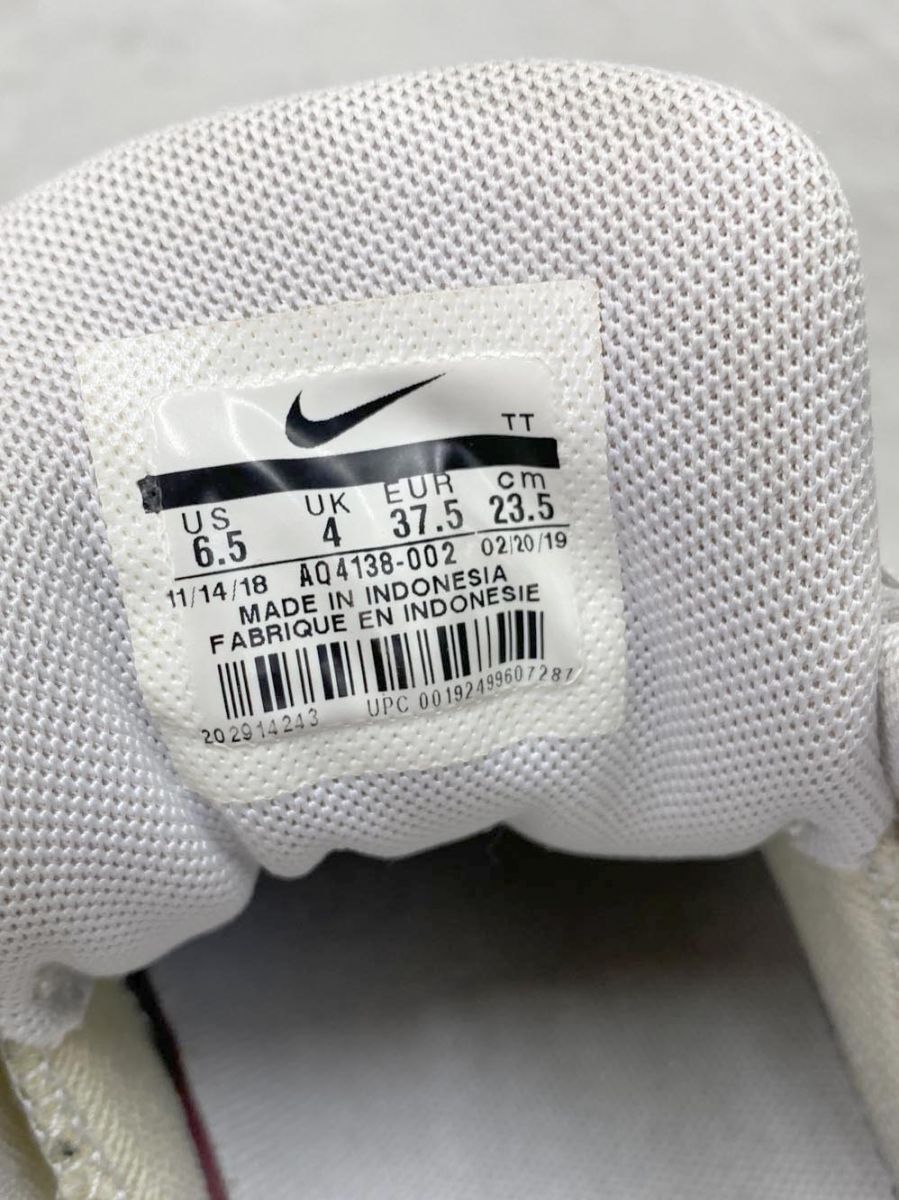 TT
US UK EUR cm
6.5 4 37.5 23.5
11/14/18 AQ4138-002 02/20/19
MADE IN INDONESIA
FABRIQUE EN INDONESIE
202914243 UPC 00192499607287